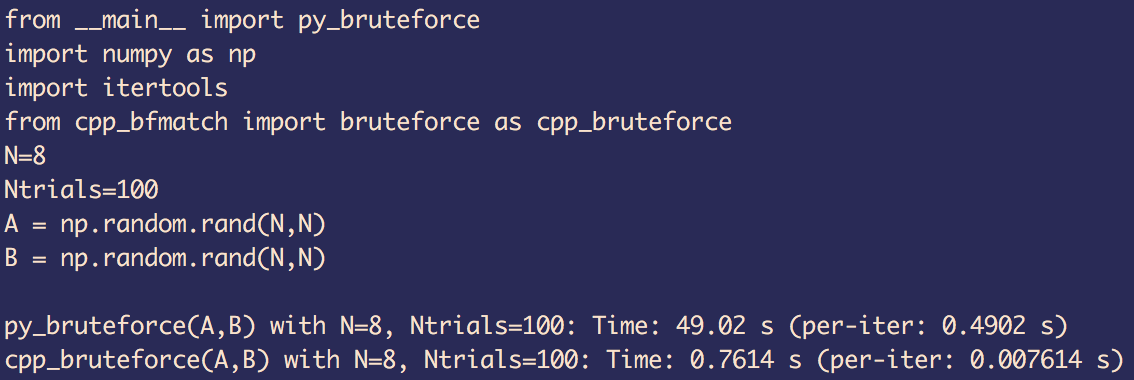 from __main__ import py_bruteforce
import numpy as np
import itertools
from cpp_bfmatch import bruteforce as cpp_bruteforce
N=8
Ntrials=100
A = np.random.rand(N,N)
B = np.random.rand(N,N)
py_bruteforce(A,B) with N=8, Ntrials=100: Time: 49.02 s (per-iter: 0.4902 s)
cpp_bruteforce(A,B) with N=8, Ntrials=100: Time: 0.7614 s (per-iter: 0.007614 s)